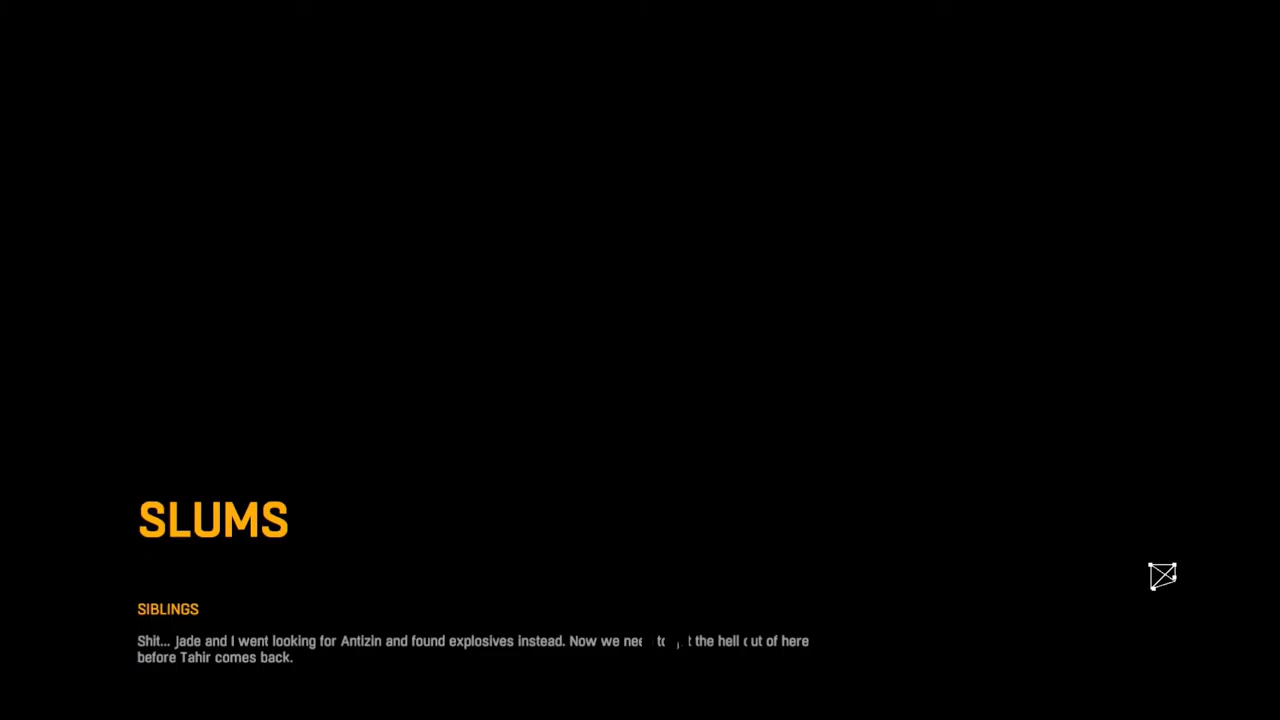 SLUMS
SIBLINGS
Shit... Jade and I went looking for Antizin and found explosives instead. Now we the hell out of here
before Tahir comes back.